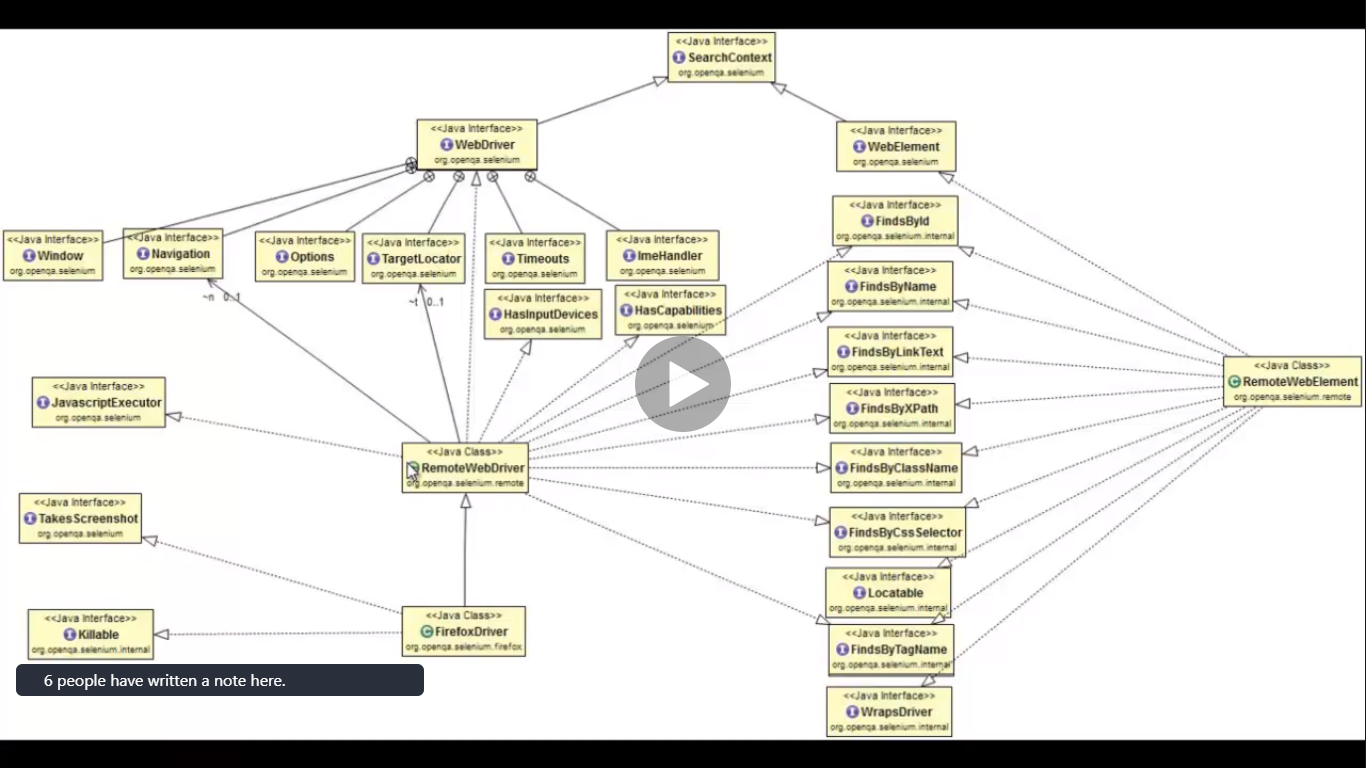 <<Java Interface>>
SearchContext
org.openqa.selenium
<<Java Interface>>
WebDriver
org.openqa.selenium
<<Java Interface>>
WebElement
org.openqa.selenium
<<Java Interface>>
FindsById
org.openqa.selenium.internal
<<Java Interface>>
Window
org.openqa.selenium
<<Java Interface>>
Navigation
org.openqa.selenium
<<Java Interface>>
Options
org.openqa.selenium
<<Java Interface>>
TargetLocator
org.openqa.selenium
<<Java Interface>>
Timeouts
org.openqa.selenium
<<Java Interface>>
ImeHandler
org.openqa.selenium
<<Java Interface>>
FindsByName
org.openqa.selenium.internal
~n 0..1
~t 0..1
<<Java Interface>>
HasInputDevices
org.openqa.selenium
<<Java Interface>>
HasCapabilities
org.openqa.selenium
<<Java Interface>>
FindsByLinkText
org.openqa.selenium.internal
<<Java Class>>
RemoteWebElement
org.openqa.selenium.remote
<<Java Interface>>
JavascriptExecutor
org.openqa.selenium
<<Java Interface>>
FindsByXPath
org.openqa.selenium.internal
<<Java Class>>
RemoteWebDriver
org.openqa.selenium.remote
<<Java Interface>>
FindsByClassName
org.openqa.selenium.internal
<<Java Interface>>
TakesScreenshot
org.openqa.selenium
<<Java Interface>>
FindsByCssSelector
org.openqa.selenium.internal
<<Java Interface>>
Locatable
org.openqa.selenium.internal
<<Java Interface>>
Killable
org.openqa.selenium.internal
<<Java Class>>
FirefoxDriver
org.openqa.selenium.firefox
<<Java Interface>>
FindsByTagName
org.openqa.selenium.internal
6 people have written a note here.
<<Java Interface>>
WrapsDriver
org.openqa.selenium.internal